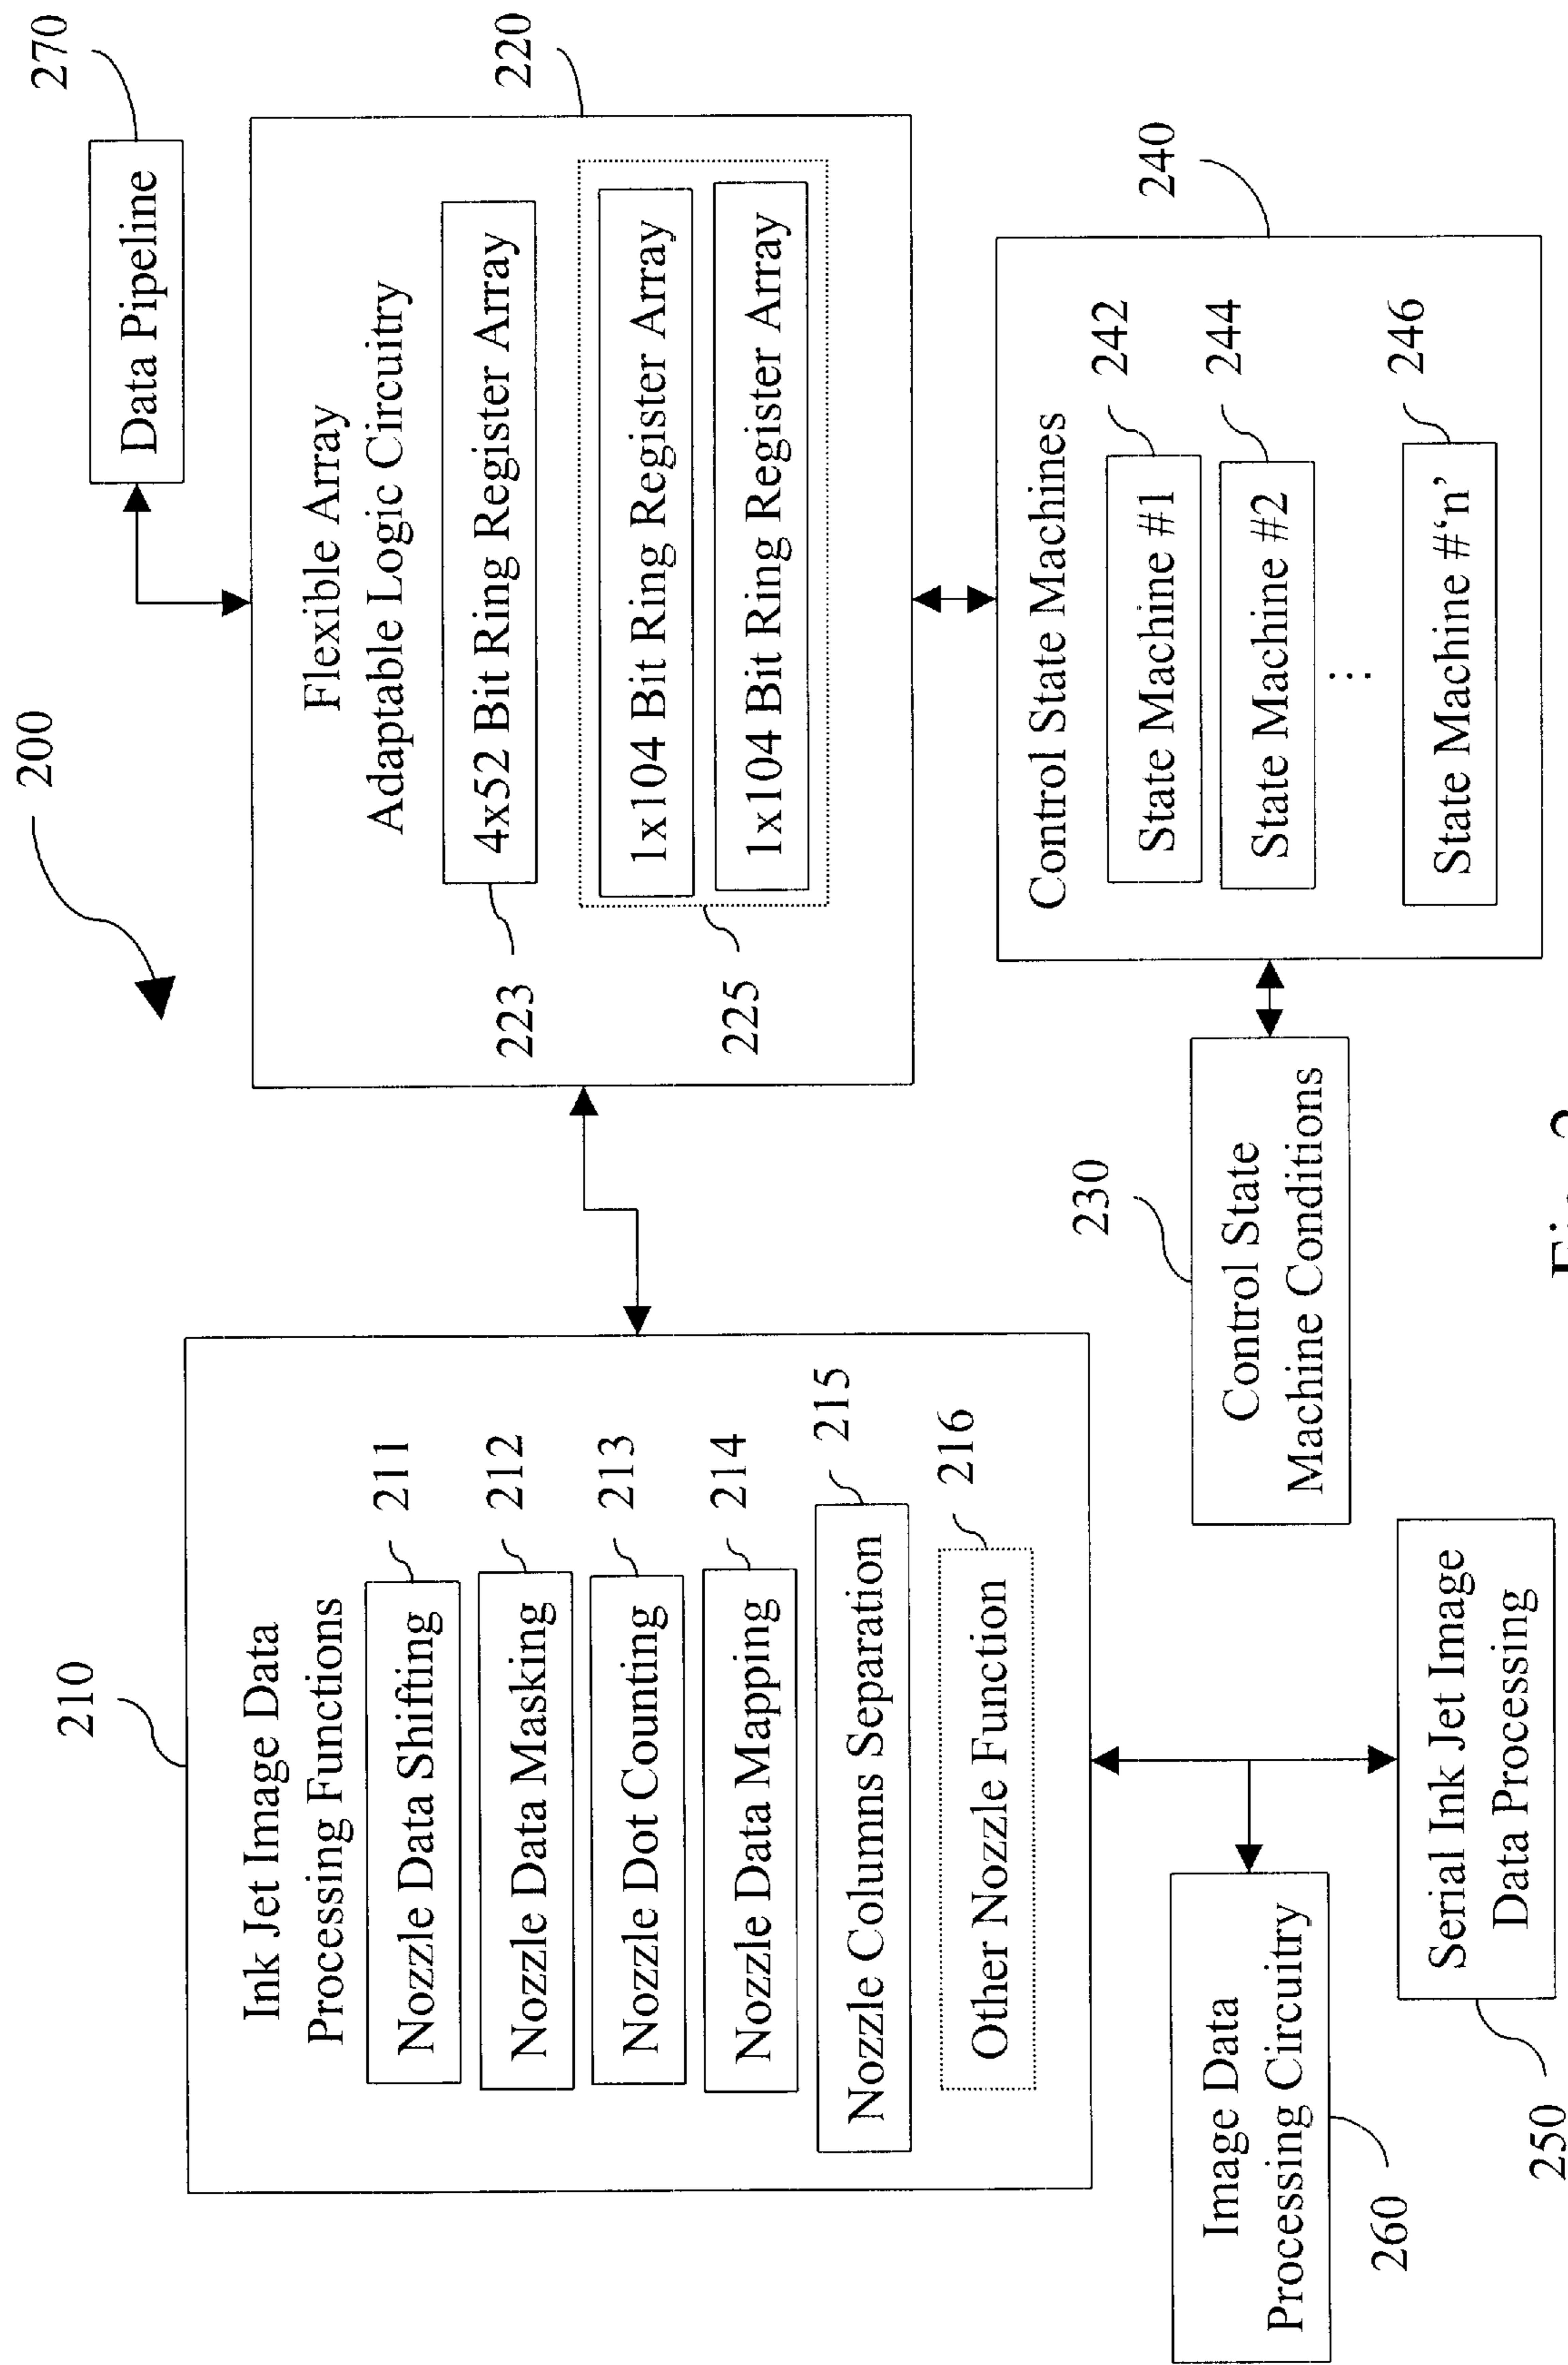 200
270
Data Pipeline
210
Ink Jet Image Data
Processing Functions
Nozzle Data Shifting
211
Nozzle Data Masking
212
Nozzle Dot Counting
213
Nozzle Data Mapping
214
Nozzle Columns Separation
215
Other Nozzle Function
216
220
Flexible Array
Adaptable Logic Circuitry
4x52 Bit Ring Register Array
223
1x104 Bit Ring Register Array
1x104 Bit Ring Register Array
225
230
Control State
Machine Conditions
240
Control State Machines
State Machine #1
242
State Machine #2
244
⋮
State Machine #‘n’
246
Image Data
Processing Circuitry
260
Serial Ink Jet Image
Data Processing
250